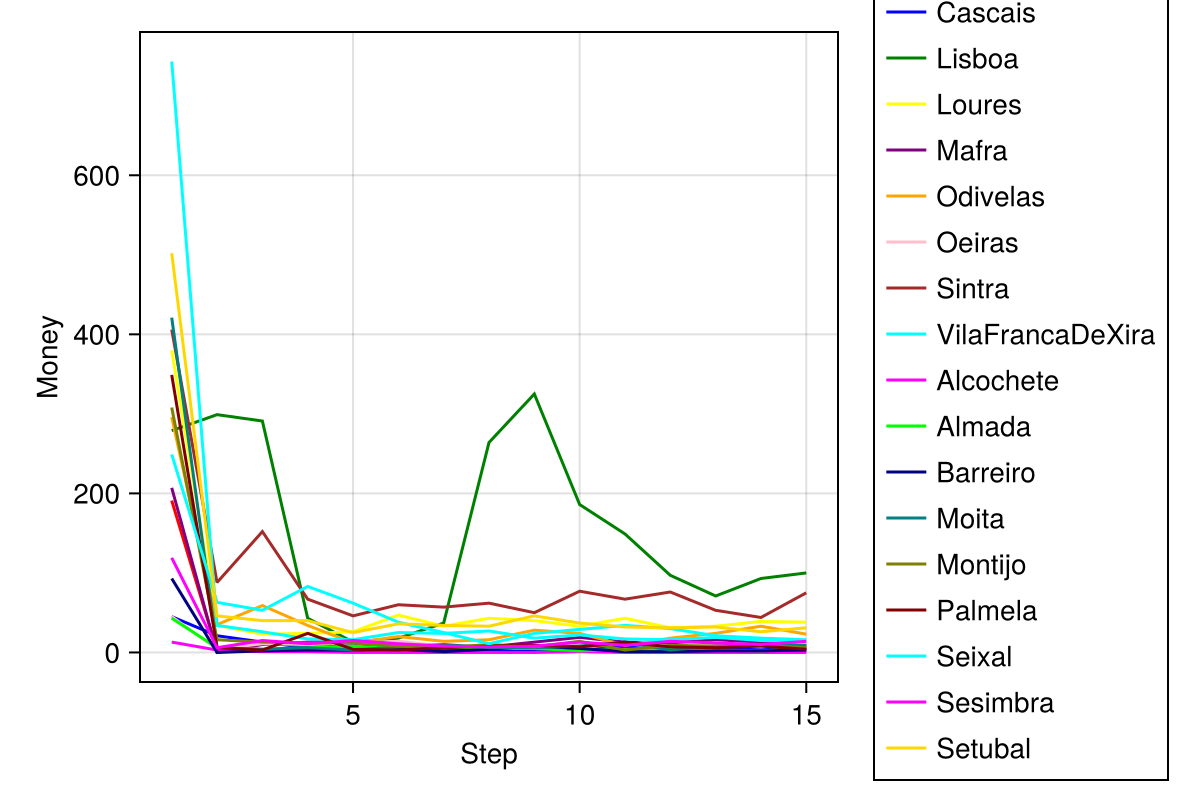 Cascais
Lisboa
Loures
Mafra
Odivelas
Oeiras
Sintra
VilaFrancaDeXira
Alcochete
Almada
Barreiro
Moita
Montijo
Palmela
Seixal
Sesimbra
Setubal
Money
600
400
200
0
5
10
15
Step